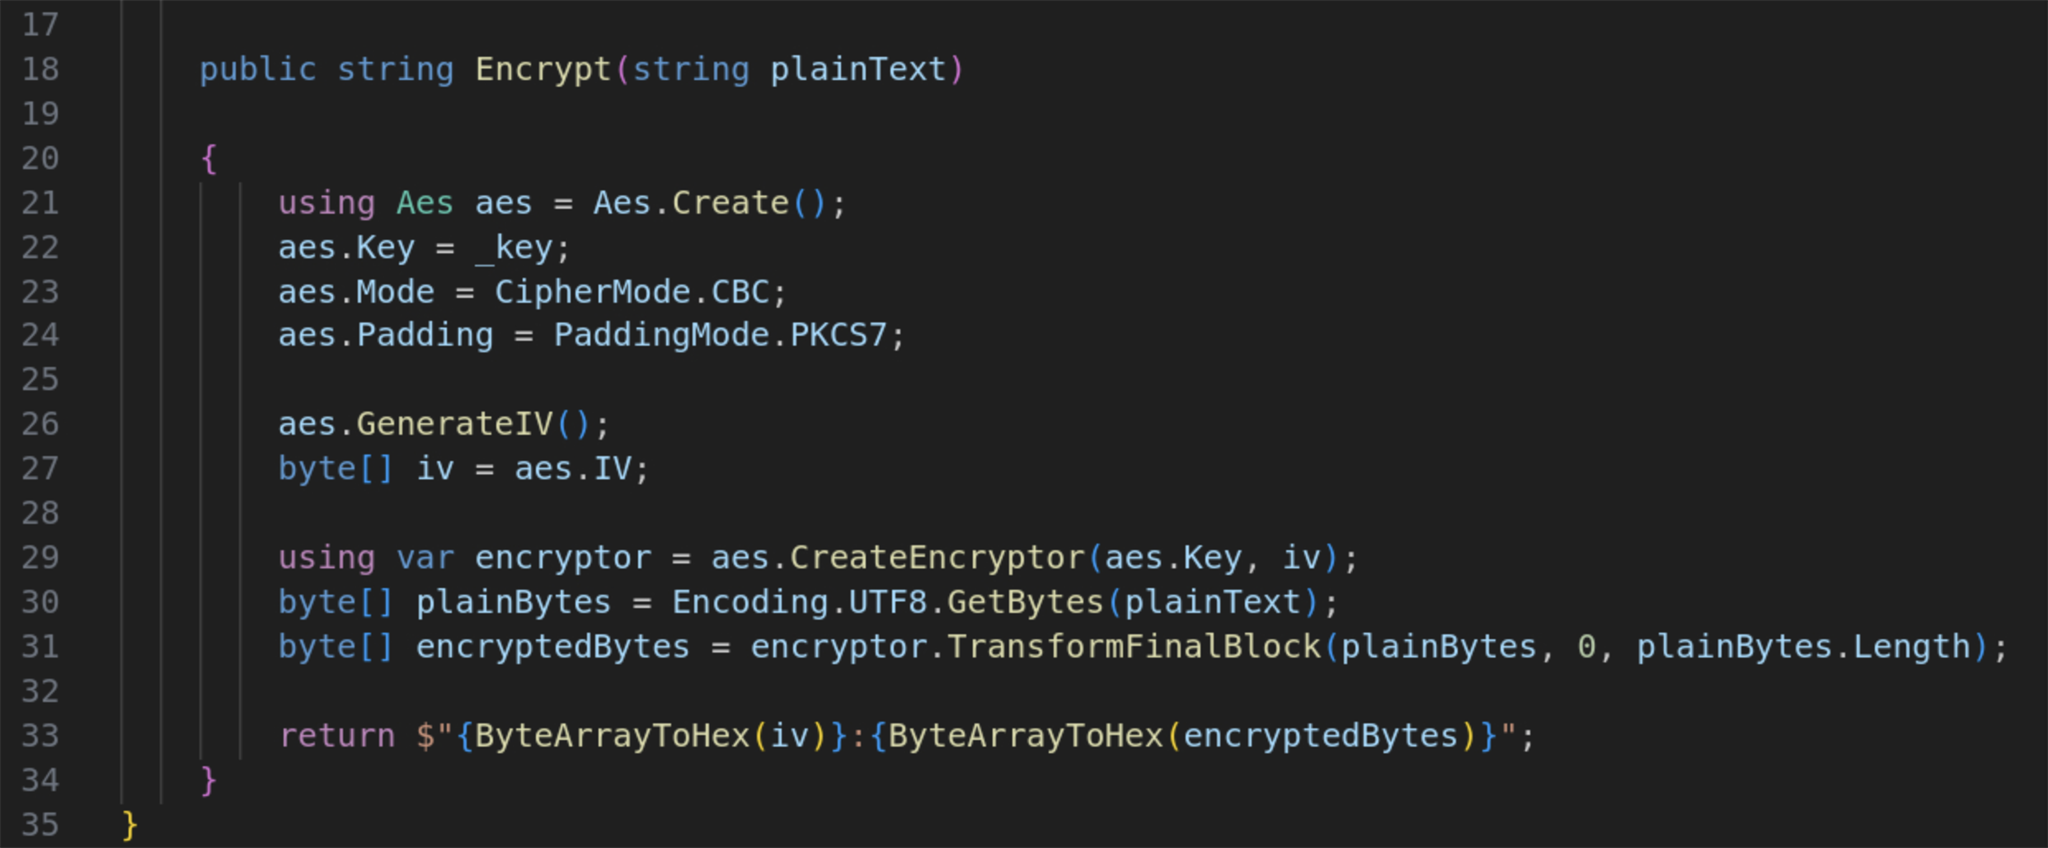 17
18 public string Encrypt(string plainText)
19
20 {
21 using Aes aes = Aes.Create();
22 aes.Key = _key;
23 aes.Mode = CipherMode.CBC;
24 aes.Padding = PaddingMode.PKCS7;
25
26 aes.GenerateIV();
27 byte[] iv = aes.IV;
28
29 using var encryptor = aes.CreateEncryptor(aes.Key, iv);
30 byte[] plainBytes = Encoding.UTF8.GetBytes(plainText);
31 byte[] encryptedBytes = encryptor.TransformFinalBlock(plainBytes, 0, plainBytes.Length);
32
33 return $"{ByteArrayToHex(iv)}:{ByteArrayToHex(encryptedBytes)}";
34 }
35 }